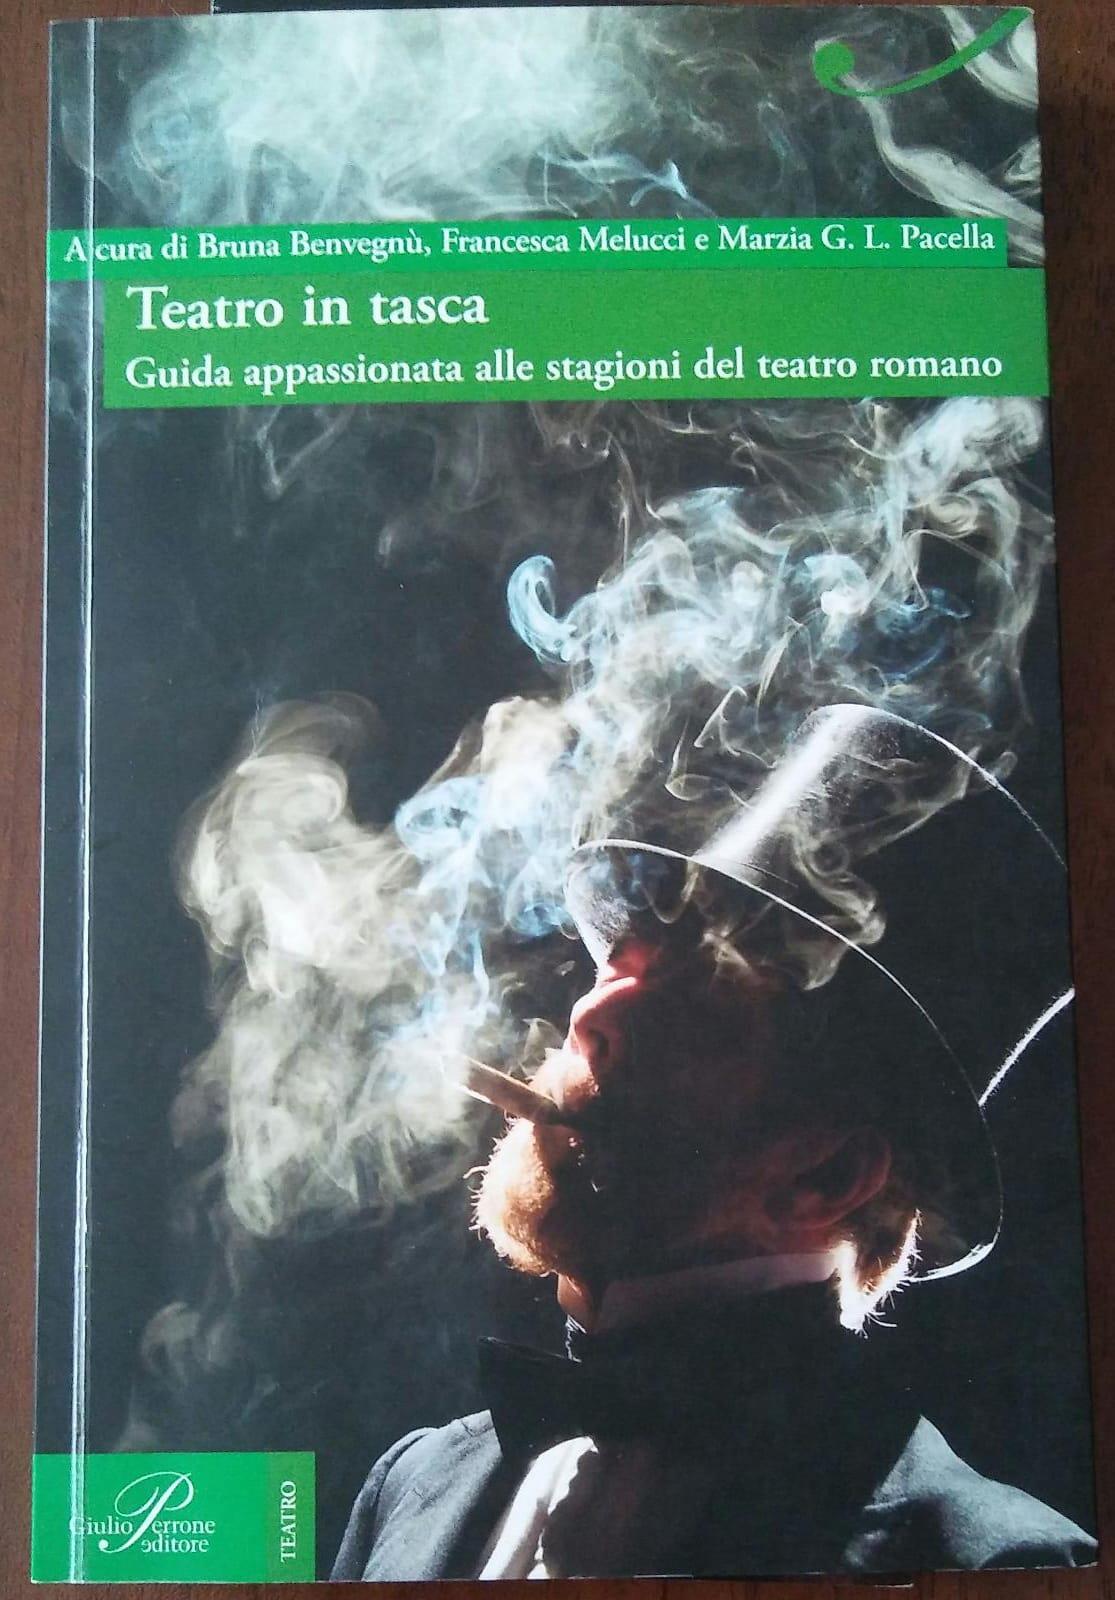 A cura di Bruna Benvegnù, Francesca Melucci e Marzia G. L. Pacella
Teatro in tasca
Guida appassionata alle stagioni del teatro romano
Giulio Perrone
editore
TEATRO